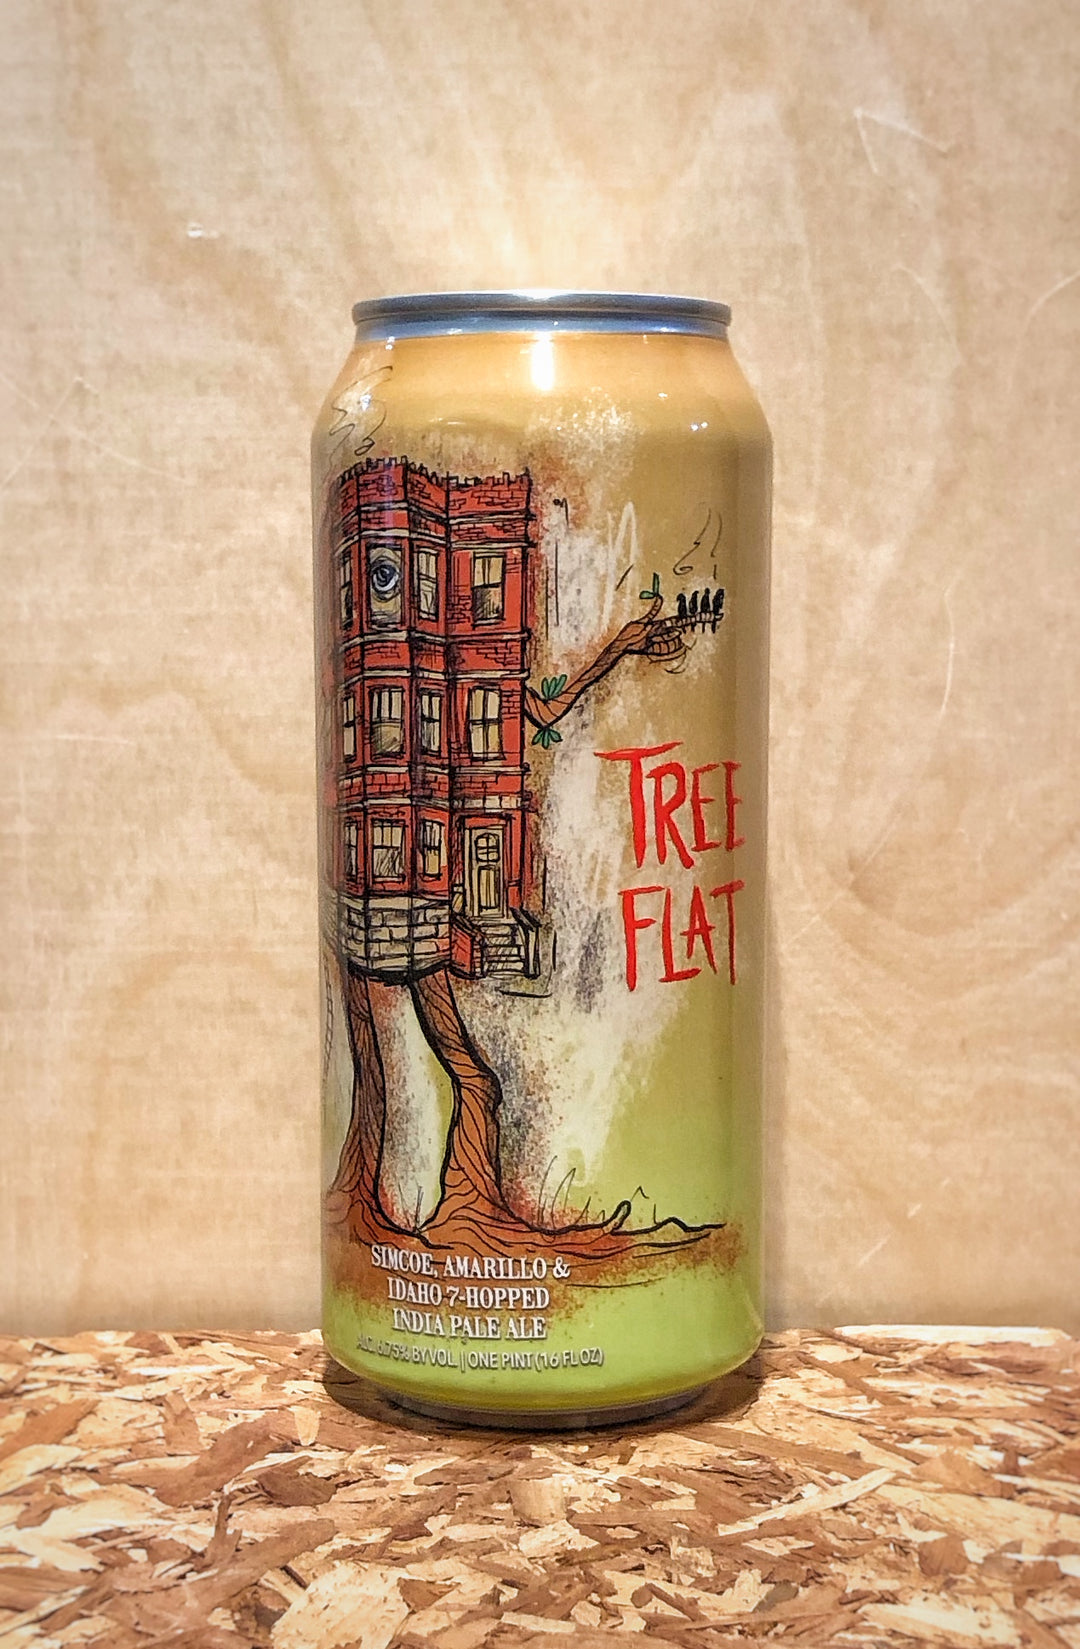 TREE
FLAT
SIMCOE, AMARILLO &
IDAHO 7-HOPPED
INDIA PALE ALE
ALC. 6.75% BY VOL. | ONE PINT (16 FL OZ)